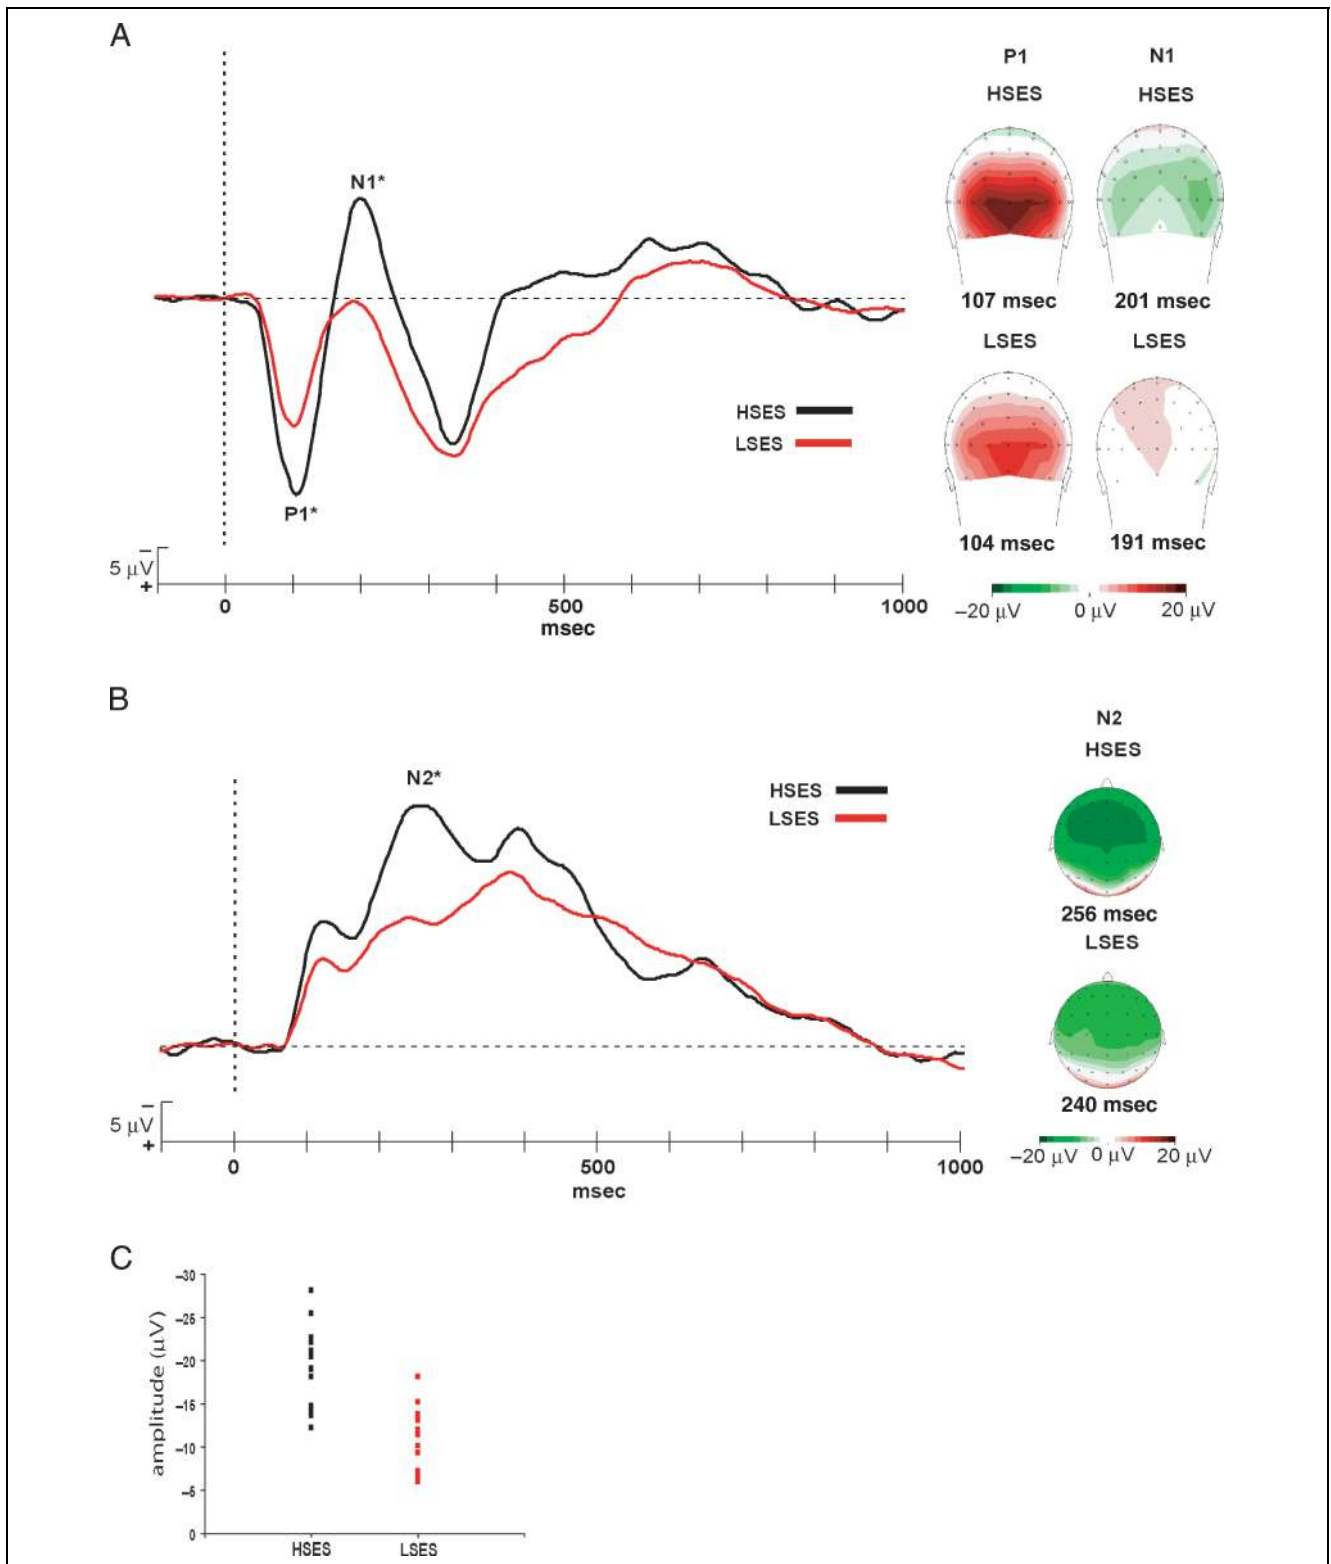 A
P1 N1
HSES HSES
N1*
107 msec 201 msec
LSES LSES
HSES
LSES
P1*
104 msec 191 msec
5 μV
−
+
0 500 1000
msec
−20 μV 0 μV 20 μV
B
N2
HSES
N2*
HSES
LSES
256 msec
LSES
240 msec
5 μV
−
+
0 500 1000
msec
−20 μV 0 μV 20 μV
C
amplitude (μV)
−30
−25
−20
−15
−10
−5
0
HSES LSES